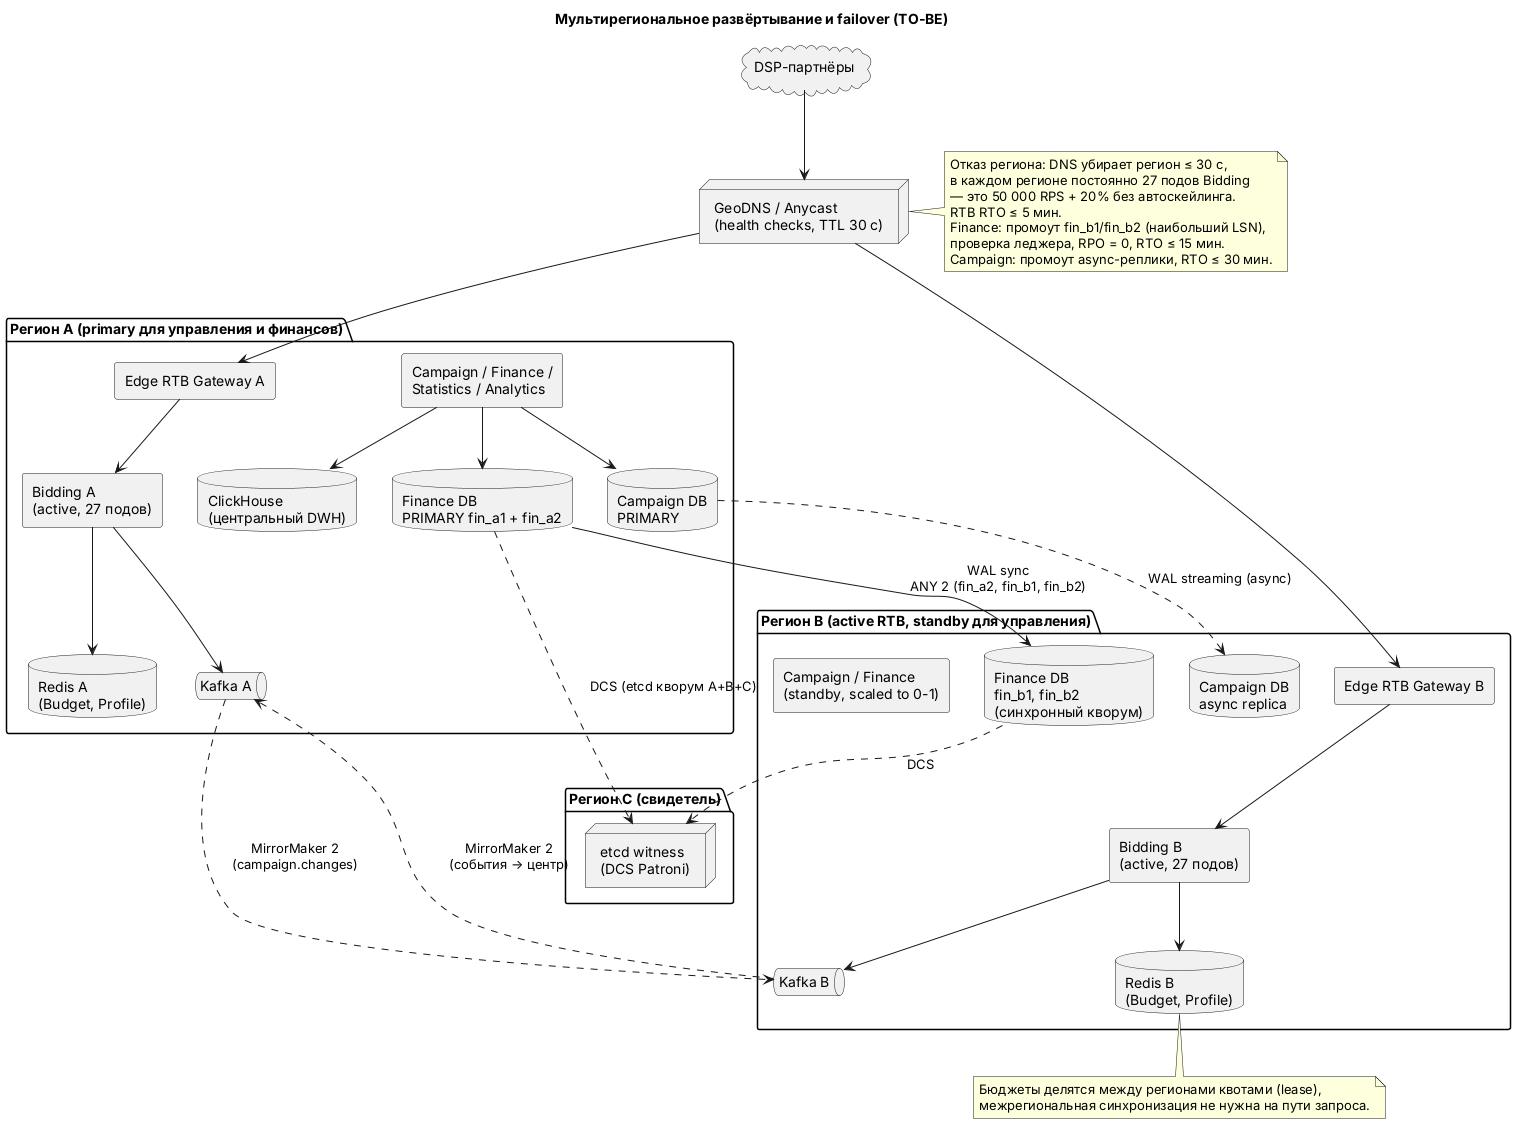 Мультирегиональное развёртывание и failover (TO-BE)
DSP-партнёры
Отказ региона: DNS убирает регион ≤ 30 с,
в каждом регионе постоянно 27 подов Bidding
— это 50 000 RPS + 20% без автоскейлинга.
RTB RTO ≤ 5 мин.
Finance: промоут fin_b1/fin_b2 (наибольший LSN),
проверка леджера, RPO = 0, RTO ≤ 15 мин.
Campaign: промоут async-реплики, RTO ≤ 30 мин.
GeoDNS / Anycast
(health checks, TTL 30 с)
Регион A (primary для управления и финансов)
Edge RTB Gateway A
Campaign / Finance /
Statistics / Analytics
Bidding A
(active, 27 подов)
ClickHouse
(центральный DWH)
Finance DB
PRIMARY fin_a1 + fin_a2
Campaign DB
PRIMARY
WAL sync
ANY 2 (fin_a2, fin_b1, fin_b2)
WAL streaming (async)
Redis A
(Budget, Profile)
Kafka A
DCS (etcd кворум A+B+C)
Регион B (active RTB, standby для управления)
Campaign / Finance
(standby, scaled to 0-1)
Finance DB
fin_b1, fin_b2
(синхронный кворум)
Campaign DB
async replica
Edge RTB Gateway B
DCS
Регион C (свидетель)
etcd witness
(DCS Patroni)
MirrorMaker 2
(campaign.changes)
MirrorMaker 2
(события → центр)
Bidding B
(active, 27 подов)
Kafka B
Redis B
(Budget, Profile)
Бюджеты делятся между регионами квотами (lease),
межрегиональная синхронизация не нужна на пути запроса.